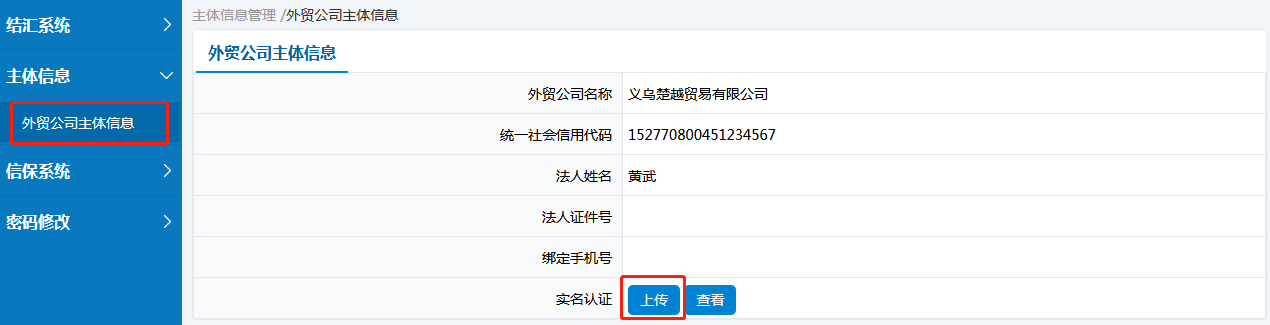 结汇系统
主体信息
外贸公司主体信息
信保系统
密码修改
主体信息管理 /外贸公司主体信息
外贸公司主体信息
外贸公司名称 义乌楚越贸易有限公司
统一社会信用代码 152770800451234567
法人姓名 黄武
法人证件号
绑定手机号
实名认证 上传 查看